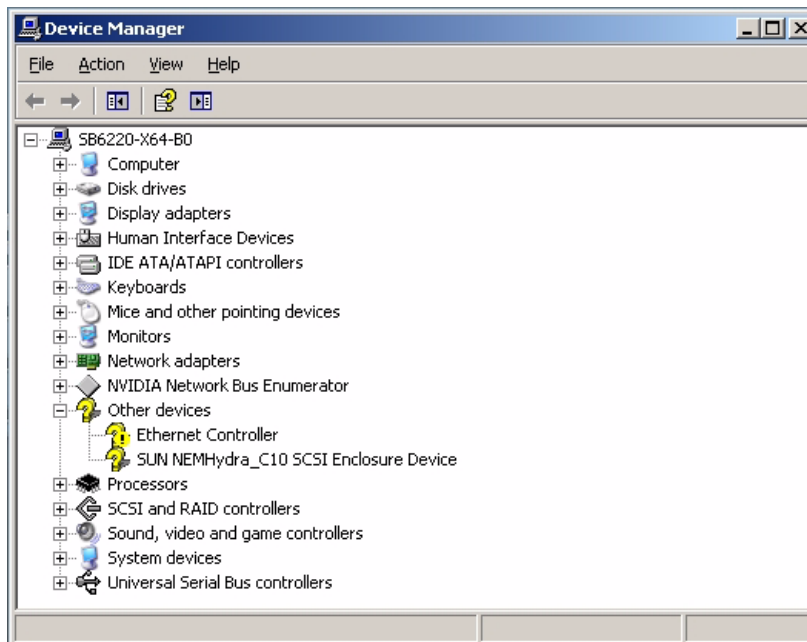 Device Manager
File Action View Help
SB6220-X64-B0
Computer
Disk drives
Display adapters
Human Interface Devices
IDE ATA/ATAPI controllers
Keyboards
Mice and other pointing devices
Monitors
Network adapters
NVIDIA Network Bus Enumerator
Other devices
Ethernet Controller
SUN NEMHydra_C10 SCSI Enclosure Device
Processors
SCSI and RAID controllers
Sound, video and game controllers
System devices
Universal Serial Bus controllers